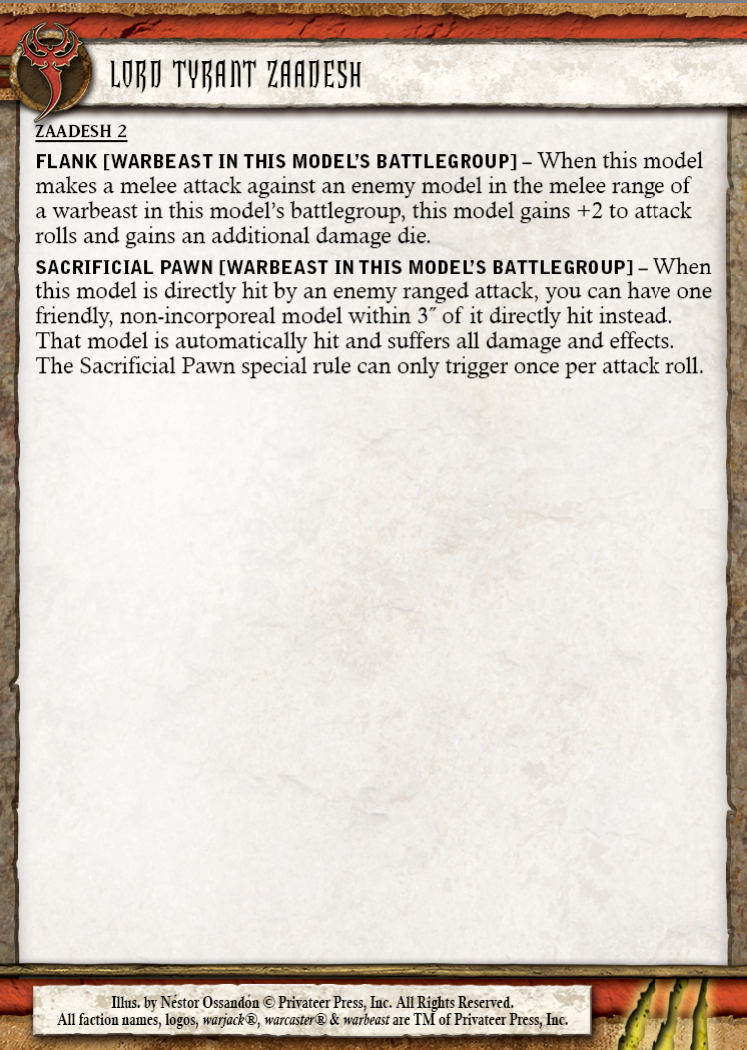 LORD TYRANT ZAADESH
ZAADESH 2
FLANK [WARBEAST IN THIS MODEL'S BATTLEGROUP] – When this model
makes a melee attack against an enemy model in the melee range of
a warbeast in this model's battlegroup, this model gains +2 to attack
rolls and gains an additional damage die.
SACRIFICIAL PAWN [WARBEAST IN THIS MODEL'S BATTLEGROUP] – When
this model is directly hit by an enemy ranged attack, you can have one
friendly, non-incorporeal model within 3˝ of it directly hit instead.
That model is automatically hit and suffers all damage and effects.
The Sacrificial Pawn special rule can only trigger once per attack roll.
Illus. by Néstor Ossandón © Privateer Press, Inc. All Rights Reserved.
All faction names, logos, warjack®, warcaster® & warbeast are TM of Privateer Press, Inc.